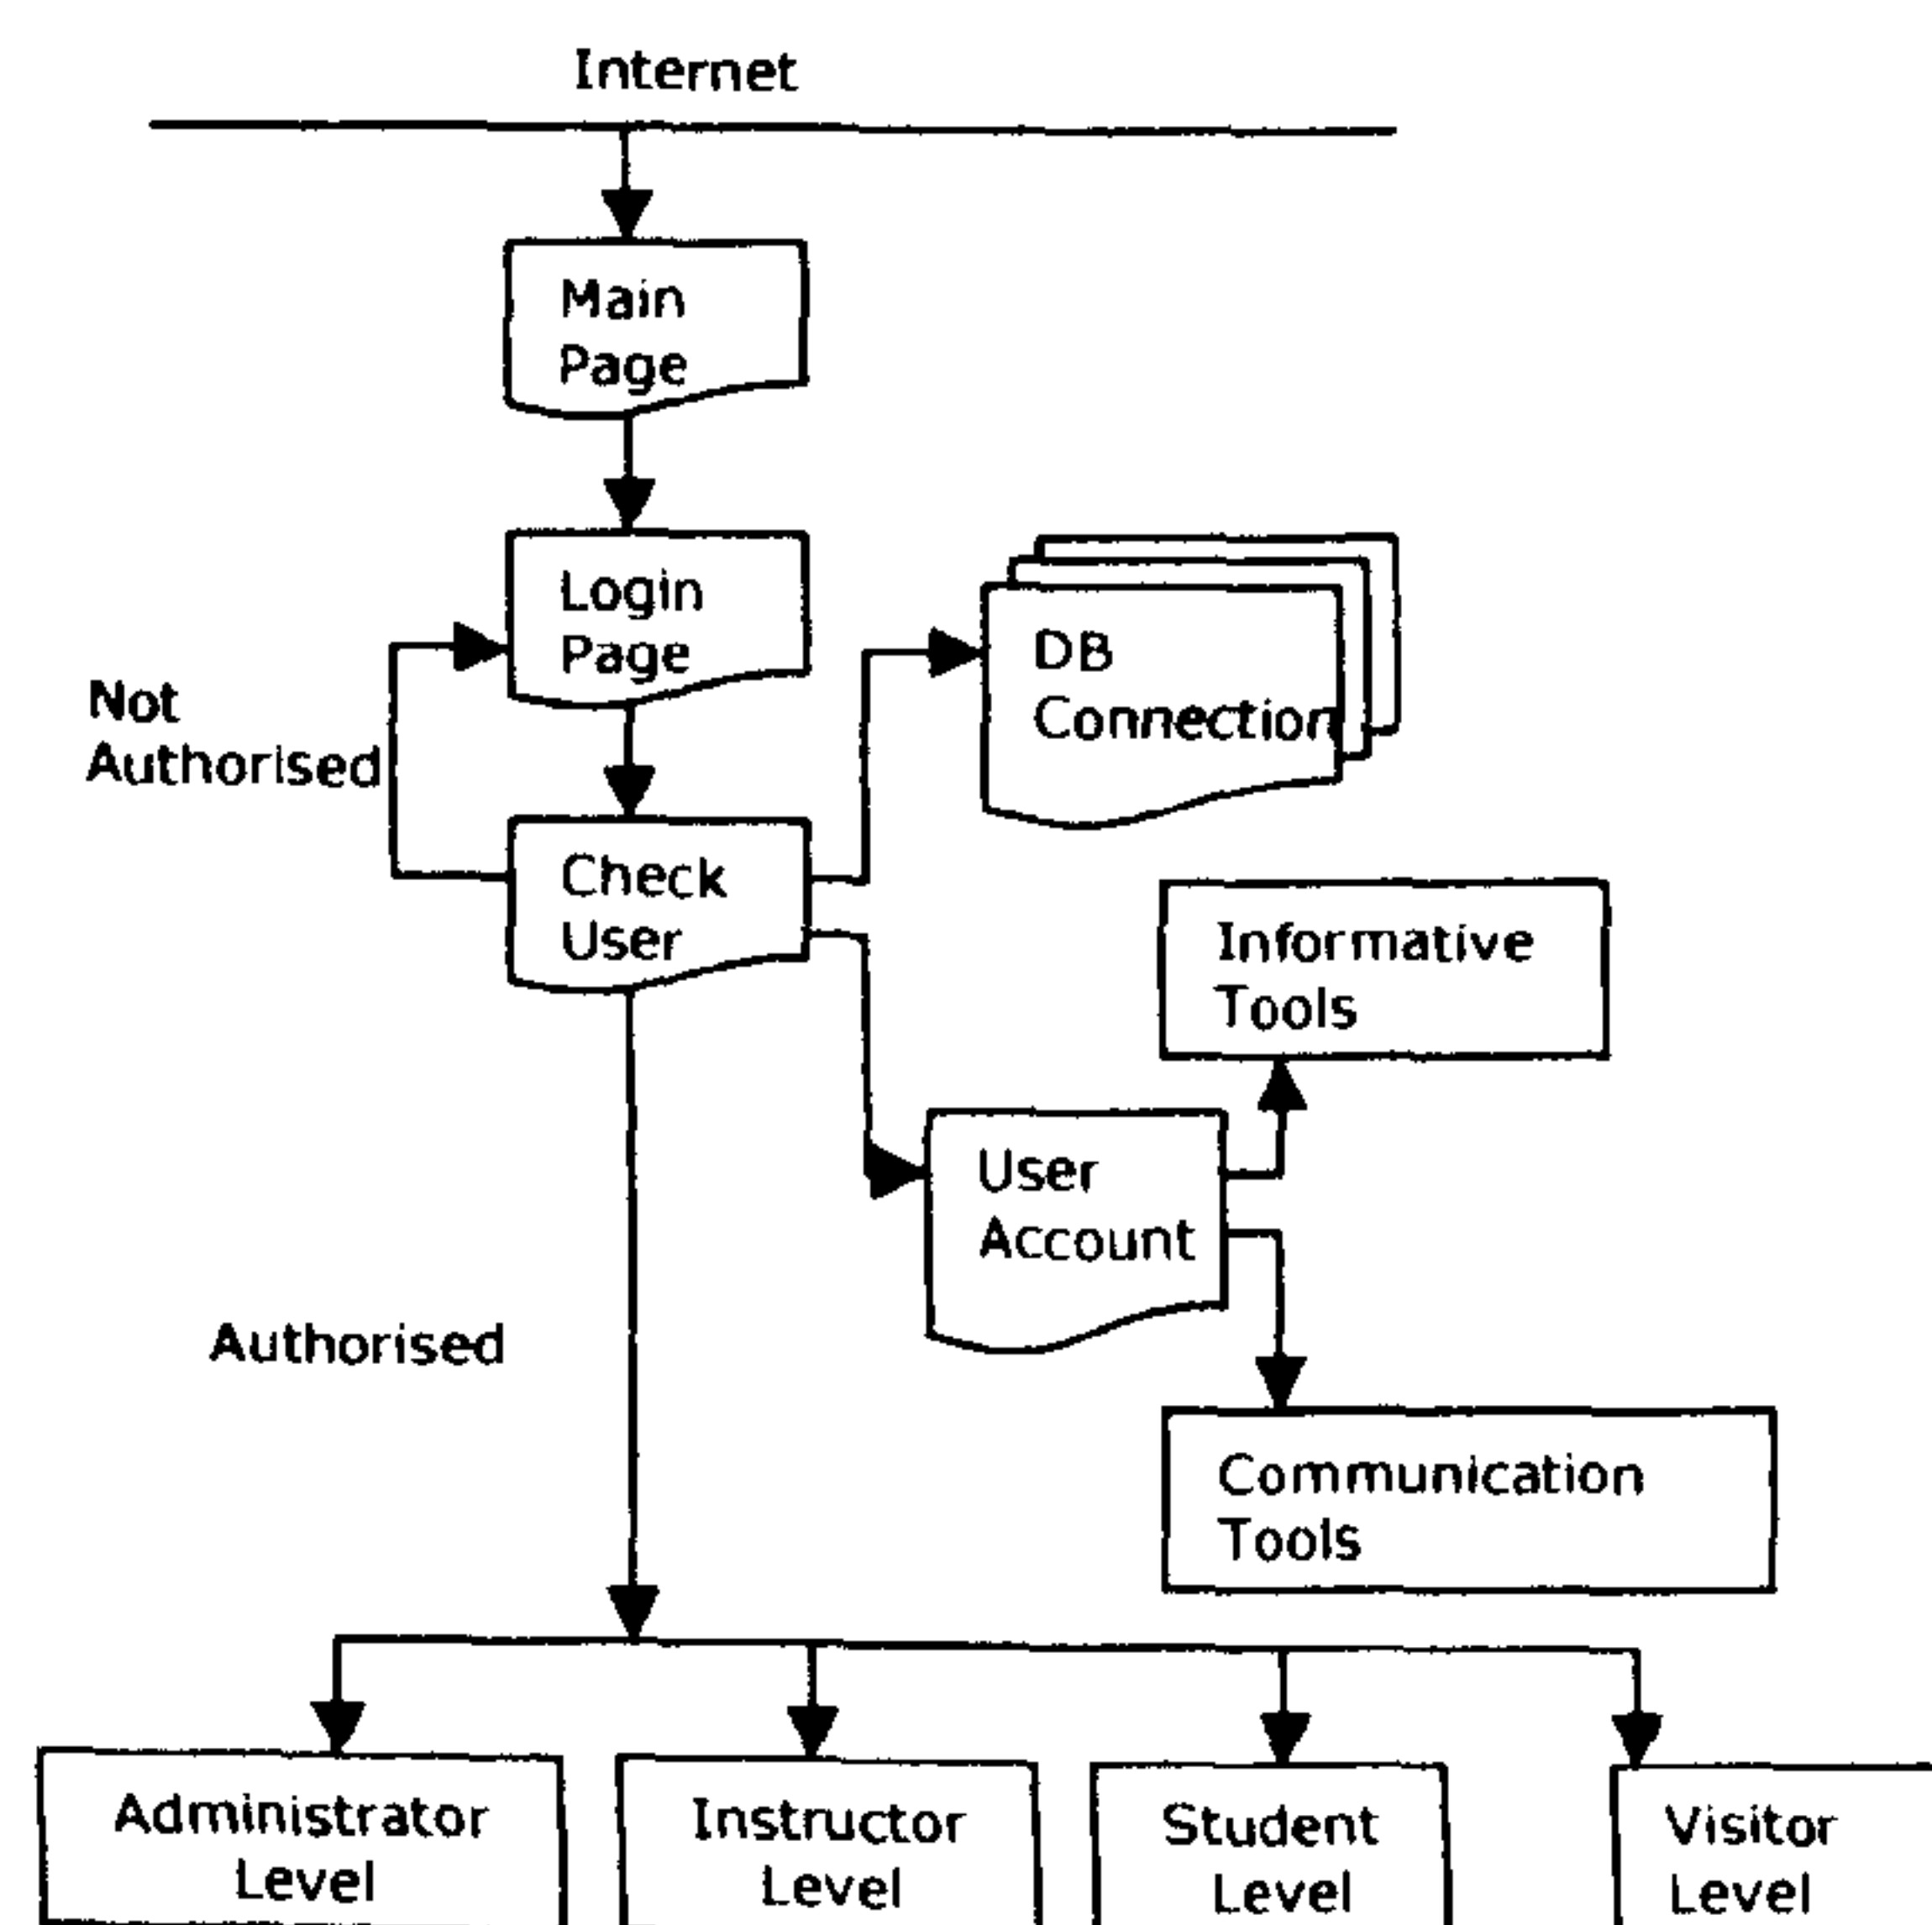 Internet
Main
Page
Login
Page
DB
Connection
Not
Authorised
Check
User
Informative
Tools
User
Account
Authorised
Communication
Tools
Administrator
Level
Instructor
Level
Student
Level
Visitor
Level